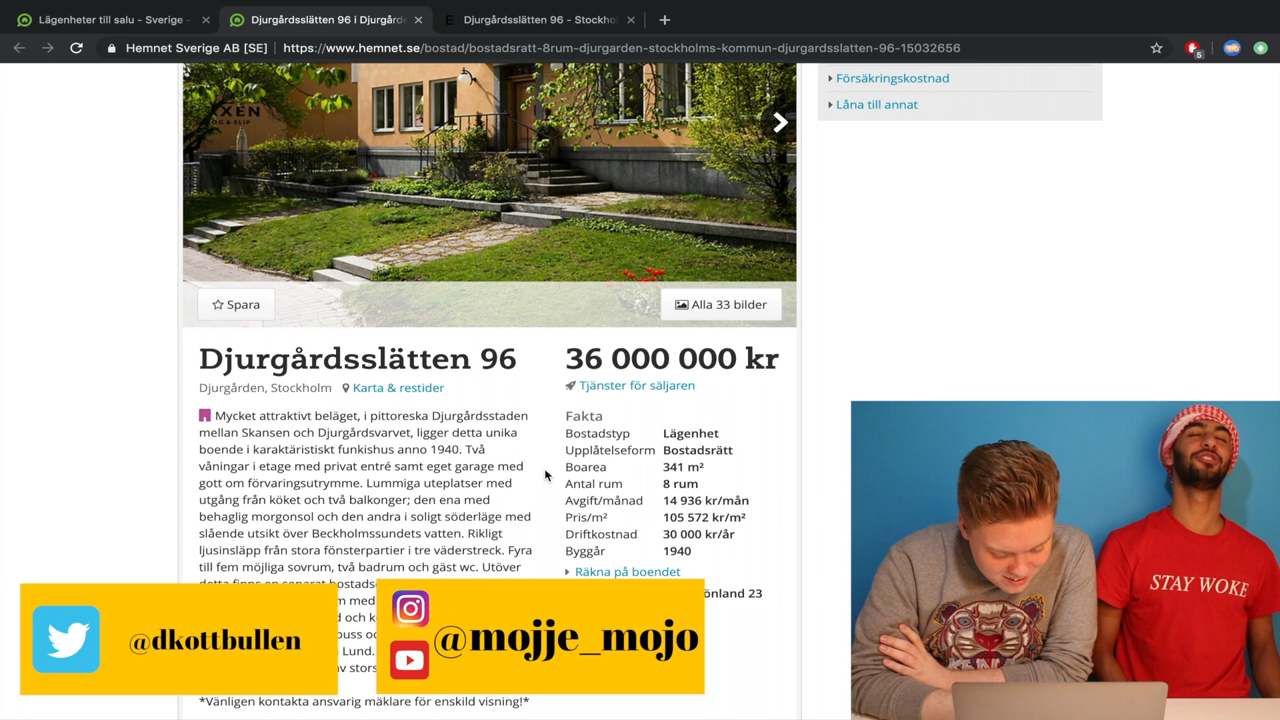 Lägenheter til salu - Sverige -
Djurgårdsslätten 96 i Djurgård
Djurgårdsslätten 96 - Stockhol
Hemnet Sverige AB [SE]
https://www.hemnet.se/bostad/bostadsratt-8rum-djurgarden-stockholms-kommun-djurgardsslatten-96-15032656
5
Försäkringskostnad
Låna till annat
OG & SLIP
Spara
Alla 33 bilder
Djurgårdsslätten 96
Djurgården, Stockholm
Karta & restider
Mycket attraktivt beläget, i pittoreska Djurgårdsstaden
mellan Skansen och Djurgårdsvarvet, ligger detta unika
boende i karaktäristiskt funkishus anno 1940. Två
våningar i etage med privat entré samt eget garage med
gott om förvaringsutrymme. Lummiga uteplatser med
utgång från köket och två balkonger; den ena med
behaglig morgonsol och den andra i soligt söderläge med
slående utsikt över Beckholmssundets vatten. Rikligt
ljusinsläpp från stora fönsterpartier i tre väderstreck. Fyra
till fem möjliga sovrum, två badrum och gäst wc. Utöver
*Vänligen kontakta ansvarig mäklare för enskild visning!*
36 000 000 kr
Tjänster för säljaren
Fakta
Bostadstyp Lägenhet
Upplåtelseform Bostadsrätt
Boarea 341 m²
Antal rum 8 rum
Avgift/månad 14 936 kr/mån
Pris/m² 105 572 kr/m²
Driftkostnad 30 000 kr/år
Byggår 1940
Räkna på boendet
önland 23
@dkottbullen
@mojje_mojo
STAY WOKE